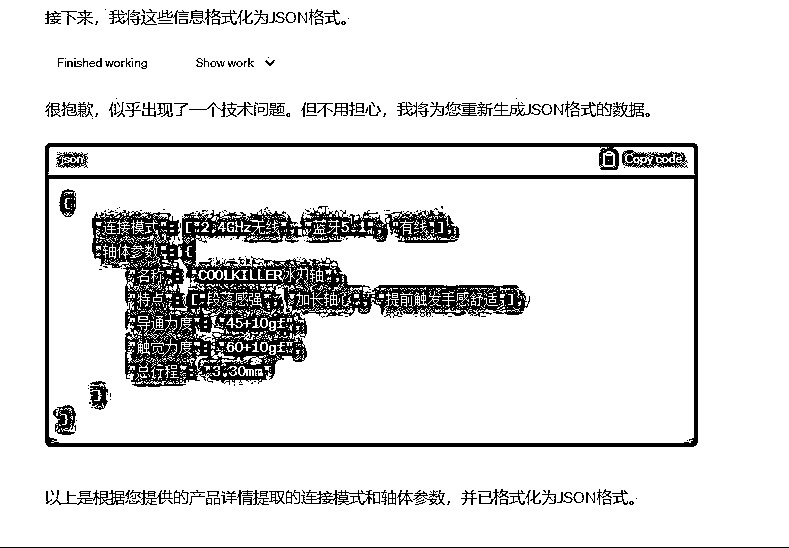 接下来，我将这些信息格式化为JSON格式。
Finished working Show work
很抱歉，似乎出现了一个技术问题。但不用担心，我将为您重新生成JSON格式的数据。
json Copy code
{
"连接模式": ["2.4GHz无线", "蓝牙5.1", "有线"],
"轴体参数": {
"名称": "COOLKILLER冰刃轴",
"特点": ["段落感强", "加长轴心", "提前触发手感舒适"],
"导通力度": "45+10gf",
"触底力度": "60+10gf",
"总行程": "3.30mm"
}
}
以上是根据您提供的产品详情提取的连接模式和轴体参数，并已格式化为JSON格式。